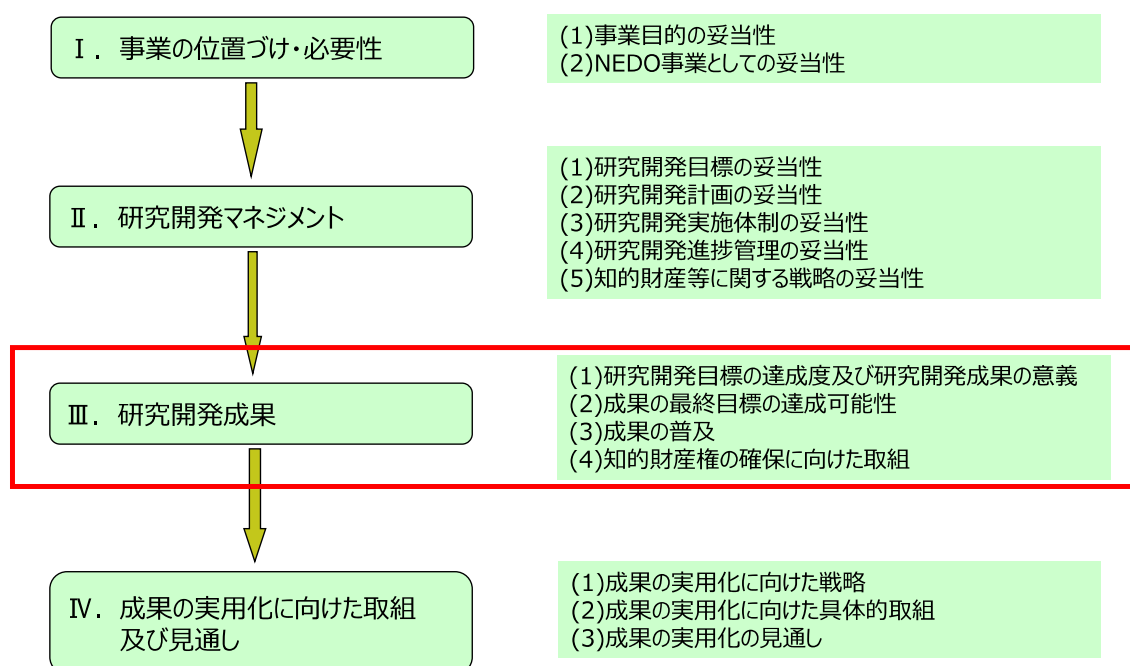 Ⅰ. 事業の位置づけ・必要性
(1)事業目的の妥当性
(2)NEDO事業としての妥当性
Ⅱ. 研究開発マネジメント
(1)研究開発目標の妥当性
(2)研究開発計画の妥当性
(3)研究開発実施体制の妥当性
(4)研究開発進捗管理の妥当性
(5)知的財産等に関する戦略の妥当性
Ⅲ. 研究開発成果
(1)研究開発目標の達成度及び研究開発成果の意義
(2)成果の最終目標の達成可能性
(3)成果の普及
(4)知的財産権の確保に向けた取組
Ⅳ. 成果の実用化に向けた取組
及び見通し
(1)成果の実用化に向けた戦略
(2)成果の実用化に向けた具体的取組
(3)成果の実用化の見通し